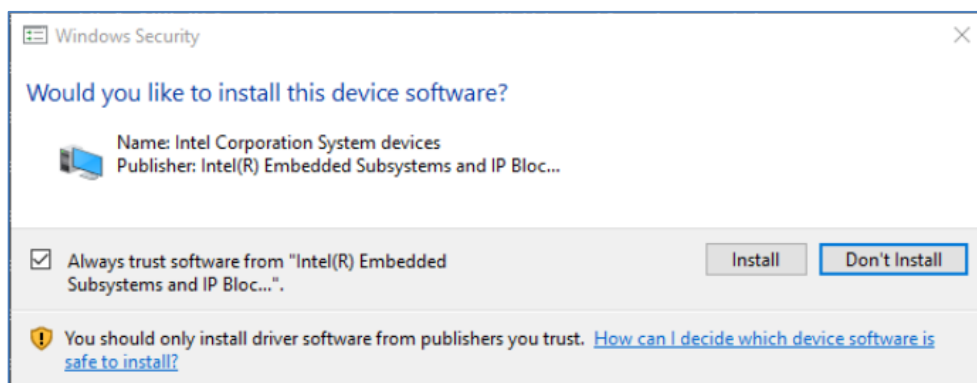 Windows Security
Would you like to install this device software?
Name: Intel Corporation System devices
Publisher: Intel(R) Embedded Subsystems and IP Bloc...
Always trust software from "Intel(R) Embedded
Subsystems and IP Bloc...".
Install
Don't Install
You should only install driver software from publishers you trust. How can I decide which device software is
safe to install?